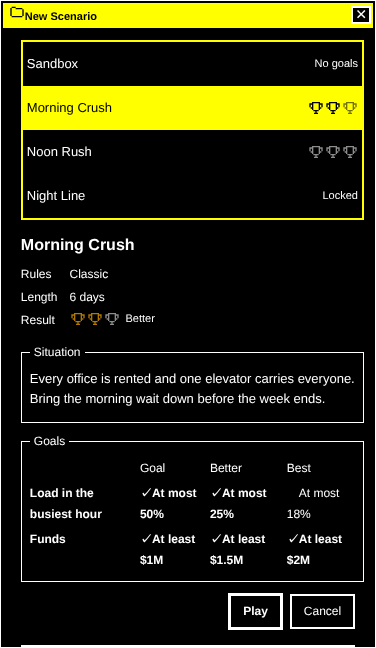 New Scenario
Sandbox No goals
Morning Crush
Noon Rush
Night Line Locked
Morning Crush
Rules Classic
Length 6 days
Result Better
Situation
Every office is rented and one elevator carries everyone.
Bring the morning wait down before the week ends.
Goals
Goal Better Best
Load in the ✓At most ✓At most At most
busiest hour 50% 25% 18%
Funds ✓At least ✓At least ✓At least
$1M $1.5M $2M
Play Cancel